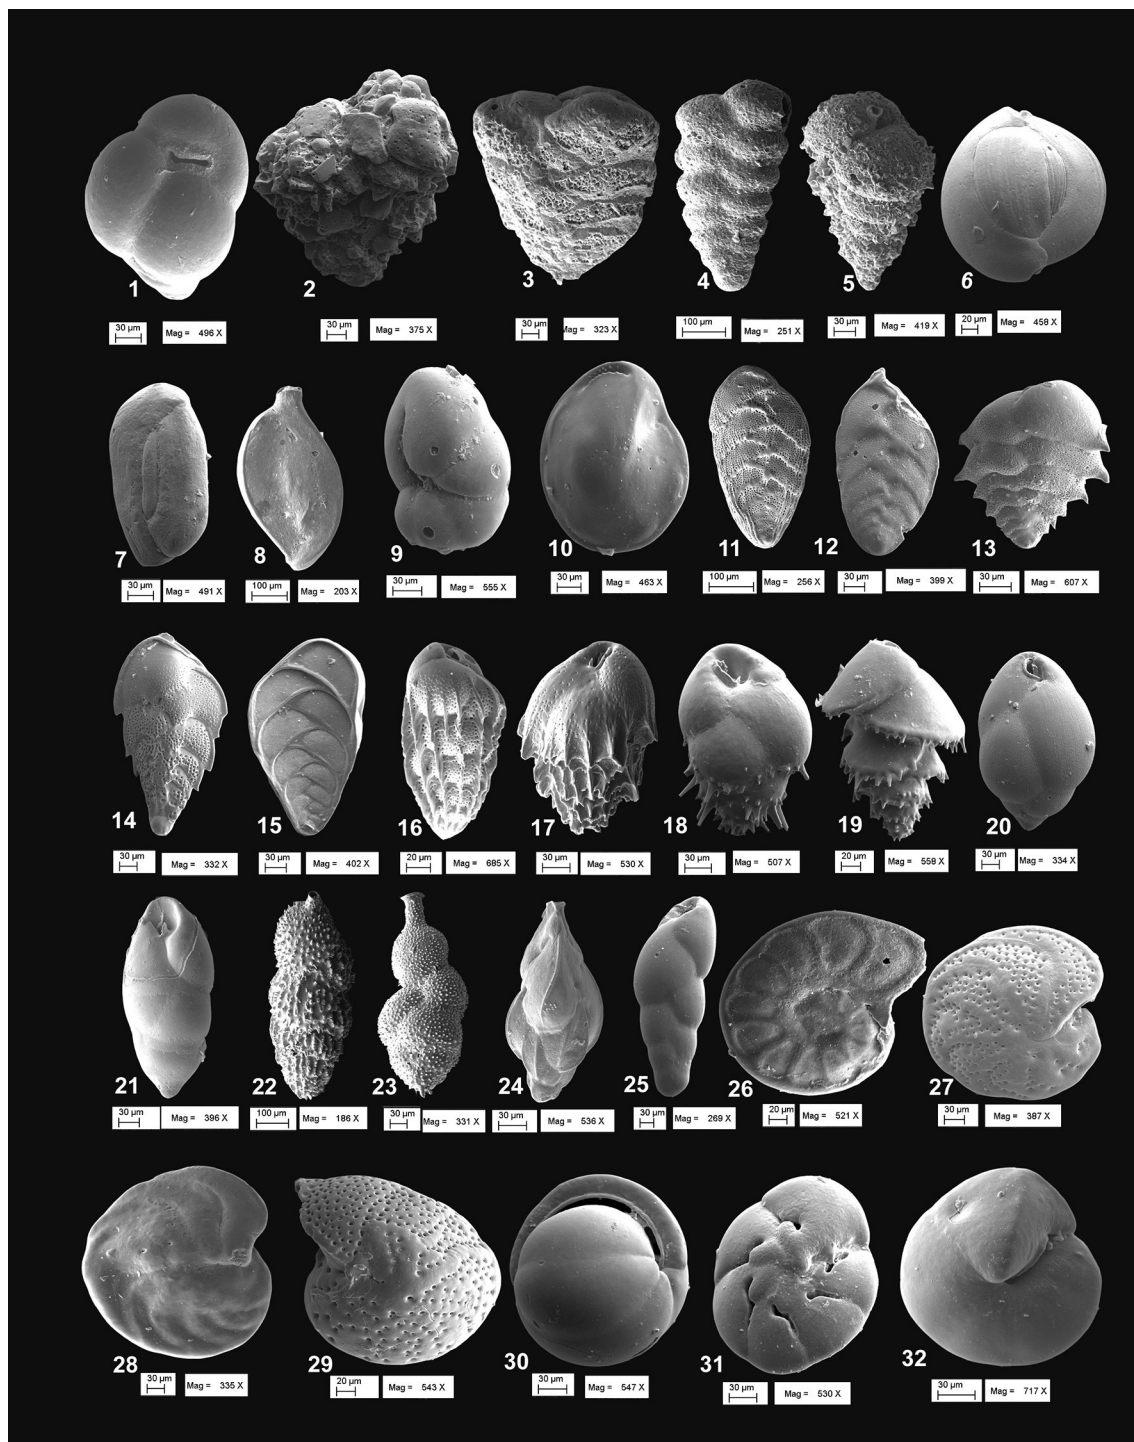 1 2 3 4 5 6
30 µm Mag = 496 X 30 µm Mag = 375 X 30 µm Mag = 323 X 100 µm Mag = 251 X 30 µm Mag = 419 X 20 µm Mag = 458 X
7 8 9 10 11 12 13
30 µm Mag = 491 X 100 µm Mag = 203 X 30 µm Mag = 555 X 30 µm Mag = 463 X 100 µm Mag = 256 X 30 µm Mag = 399 X 30 µm Mag = 607 X
14 15 16 17 18 19 20
30 µm Mag = 332 X 30 µm Mag = 402 X 20 µm Mag = 685 X 30 µm Mag = 530 X 30 µm Mag = 507 X 20 µm Mag = 558 X 30 µm Mag = 334 X
21 22 23 24 25 26 27
30 µm Mag = 396 X 100 µm Mag = 186 X 30 µm Mag = 331 X 30 µm Mag = 536 X 30 µm Mag = 269 X 20 µm Mag = 521 X 30 µm Mag = 387 X
28 29 30 31 32
30 µm Mag = 335 X 20 µm Mag = 543 X 30 µm Mag = 547 X 30 µm Mag = 530 X 30 µm Mag = 717 X